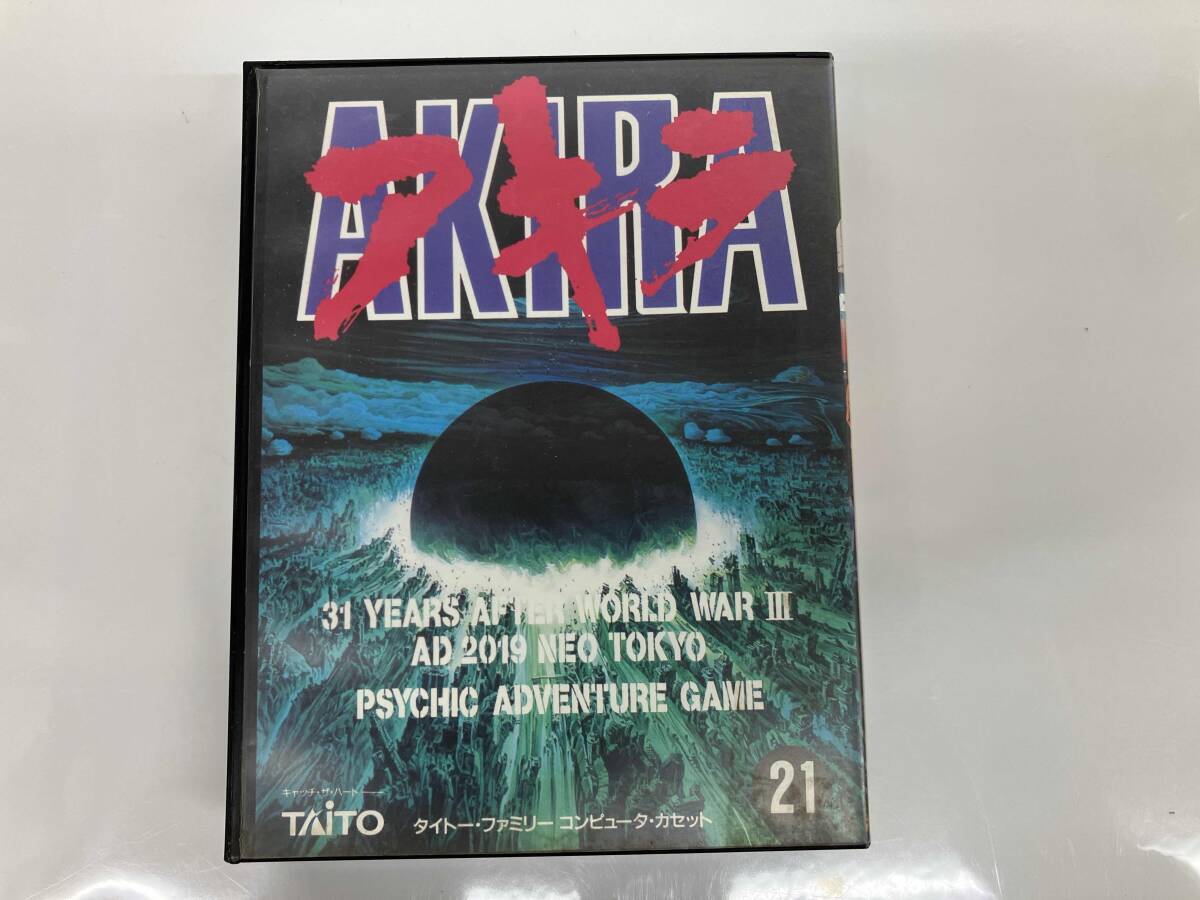 AKIRA
アキラ
31 YEARS AFTER WORLD WAR III
AD 2019 NEO TOKYO
PSYCHIC ADVENTURE GAME
21
キャッチ・ザ・ハート
TAITO
タイトー・ファミリー コンピュータ・カセット